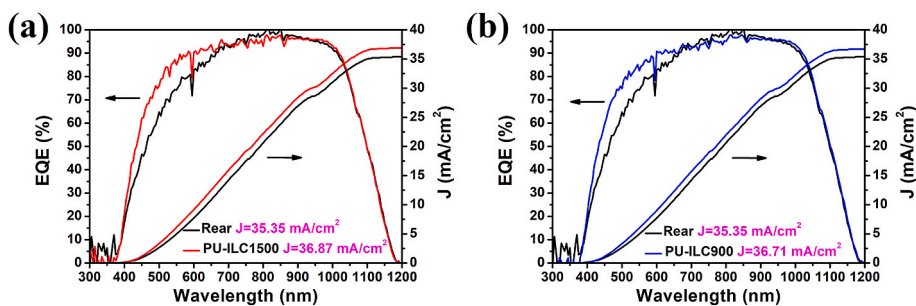 (a)
EQE (%)
100
90
80
70
60
50
40
30
20
10
0
40
35
30
25
20
15
10
5
0
J (mA/cm²)
Rear J=35.35 mA/cm²
PU-ILC1500 J=36.87 mA/cm²
300 400 500 600 700 800 900 1000 1100 1200
Wavelength (nm)
(b)
EQE (%)
100
90
80
70
60
50
40
30
20
10
0
40
35
30
25
20
15
10
5
0
J (mA/cm²)
Rear J=35.35 mA/cm²
PU-ILC900 J=36.71 mA/cm²
300 400 500 600 700 800 900 1000 1100 1200
Wavelength (nm)